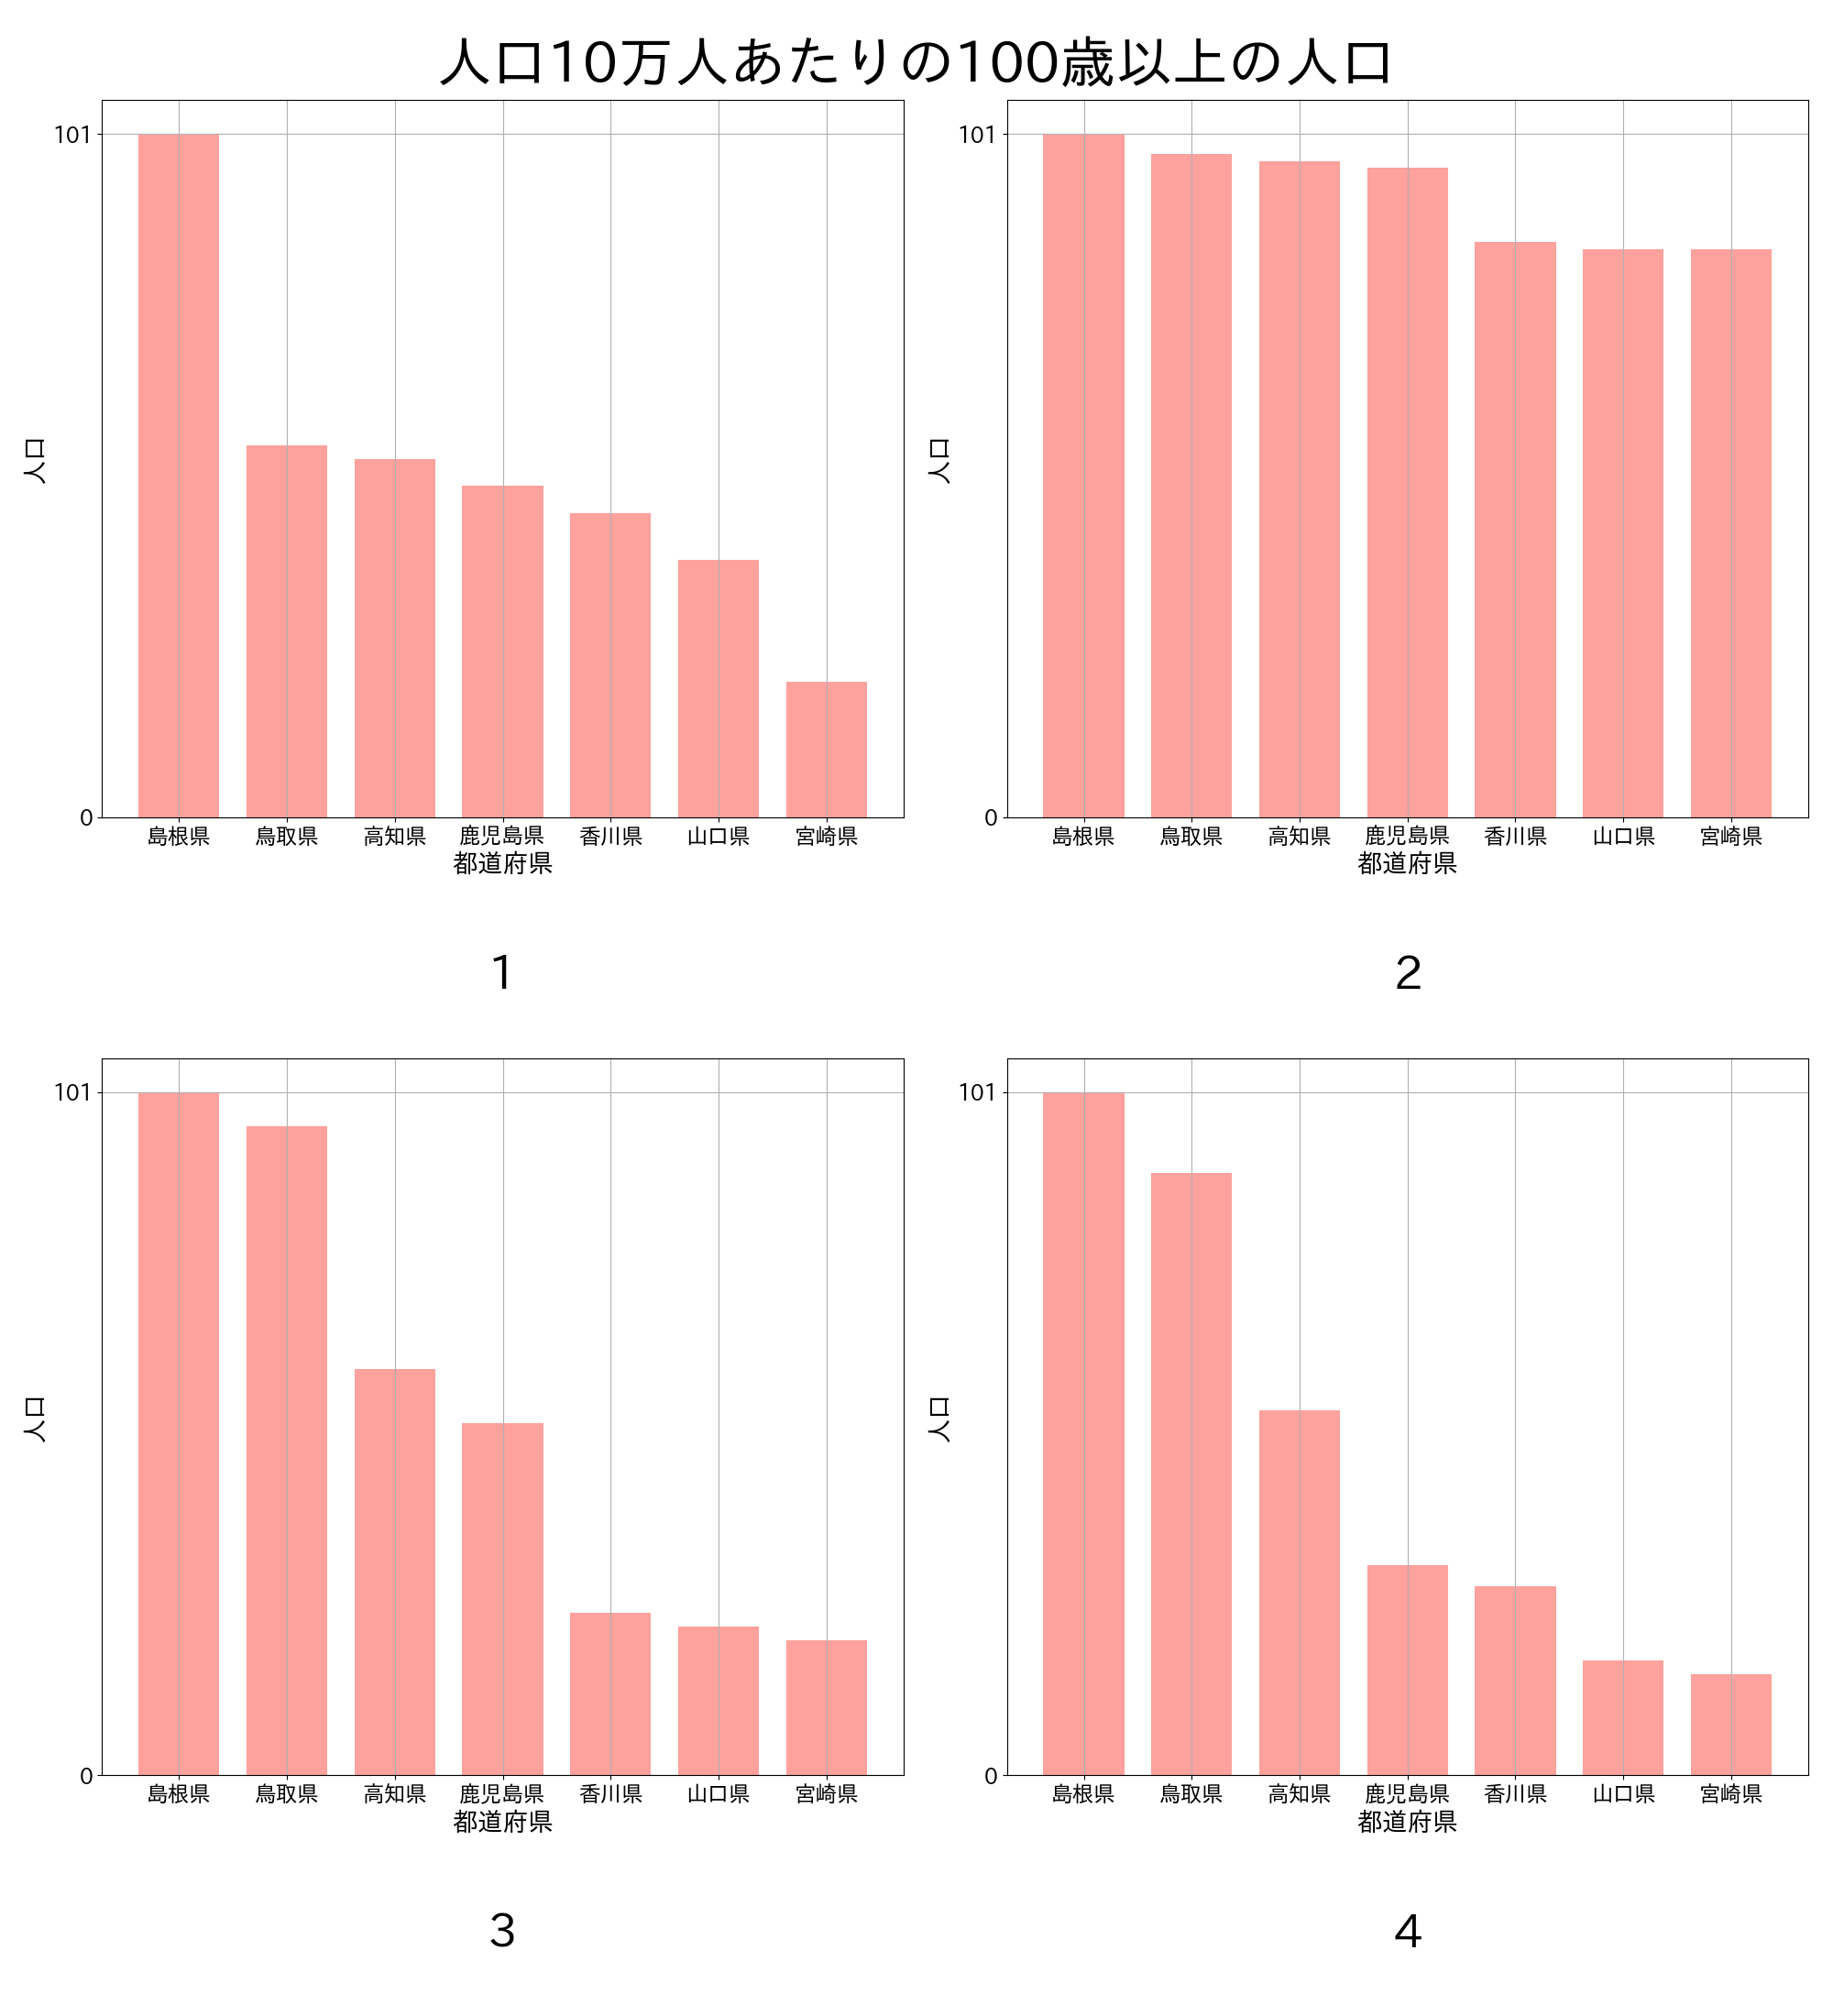 人口10万人あたりの100歳以上の人口
101
0
人口
島根県 鳥取県 高知県 鹿児島県 香川県 山口県 宮崎県
都道府県
1
101
0
人口
島根県 鳥取県 高知県 鹿児島県 香川県 山口県 宮崎県
都道府県
2
101
0
人口
島根県 鳥取県 高知県 鹿児島県 香川県 山口県 宮崎県
都道府県
3
101
0
人口
島根県 鳥取県 高知県 鹿児島県 香川県 山口県 宮崎県
都道府県
4